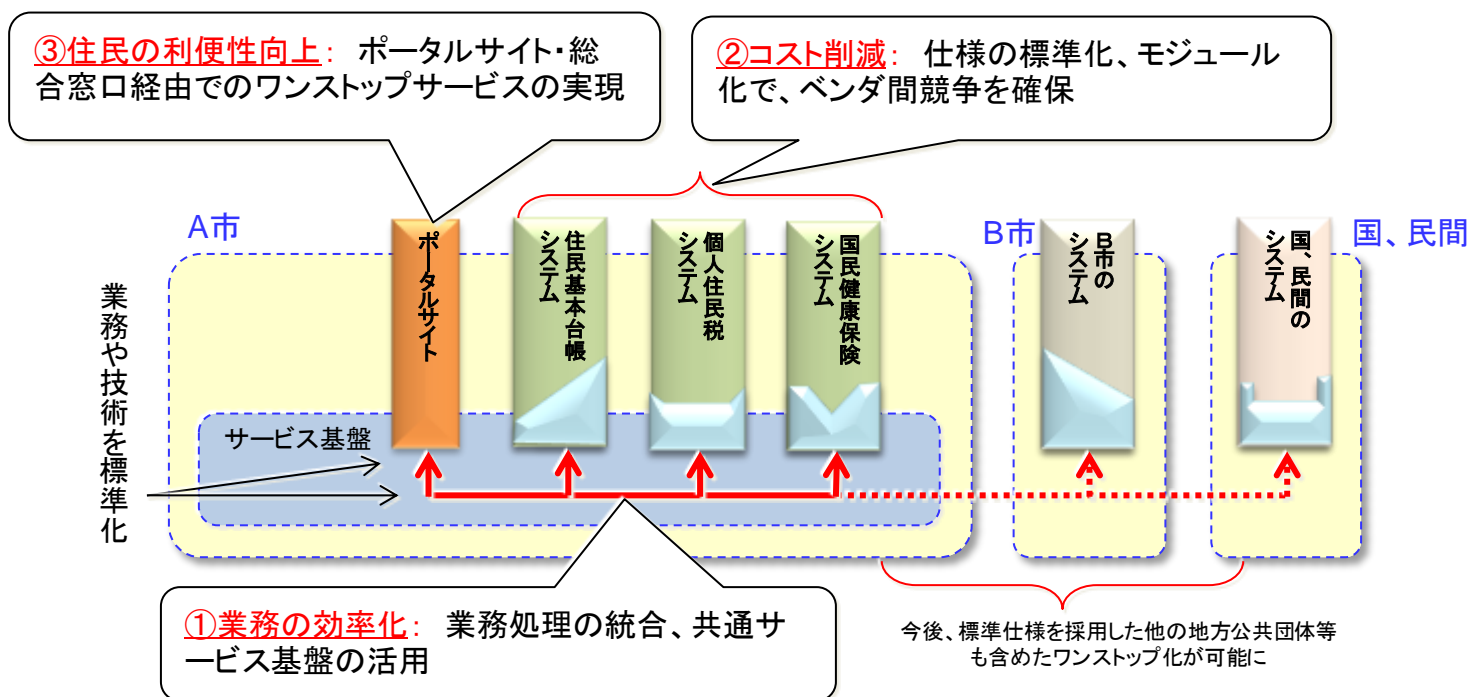 ③住民の利便性向上： ポータルサイト・総
合窓口経由でのワンストップサービスの実現
②コスト削減： 仕様の標準化、モジュール
化で、ベンダ間競争を確保
A市
B市
国、民間
ポータルサイト
住民基本台帳
システム
個人住民税
システム
国民健康保険
システム
B市の
システム
国、民間の
システム
業務や技術を標準化
サービス基盤
①業務の効率化： 業務処理の統合、共通サ
ービス基盤の活用
今後、標準仕様を採用した他の地方公共団体等
も含めたワンストップ化が可能に